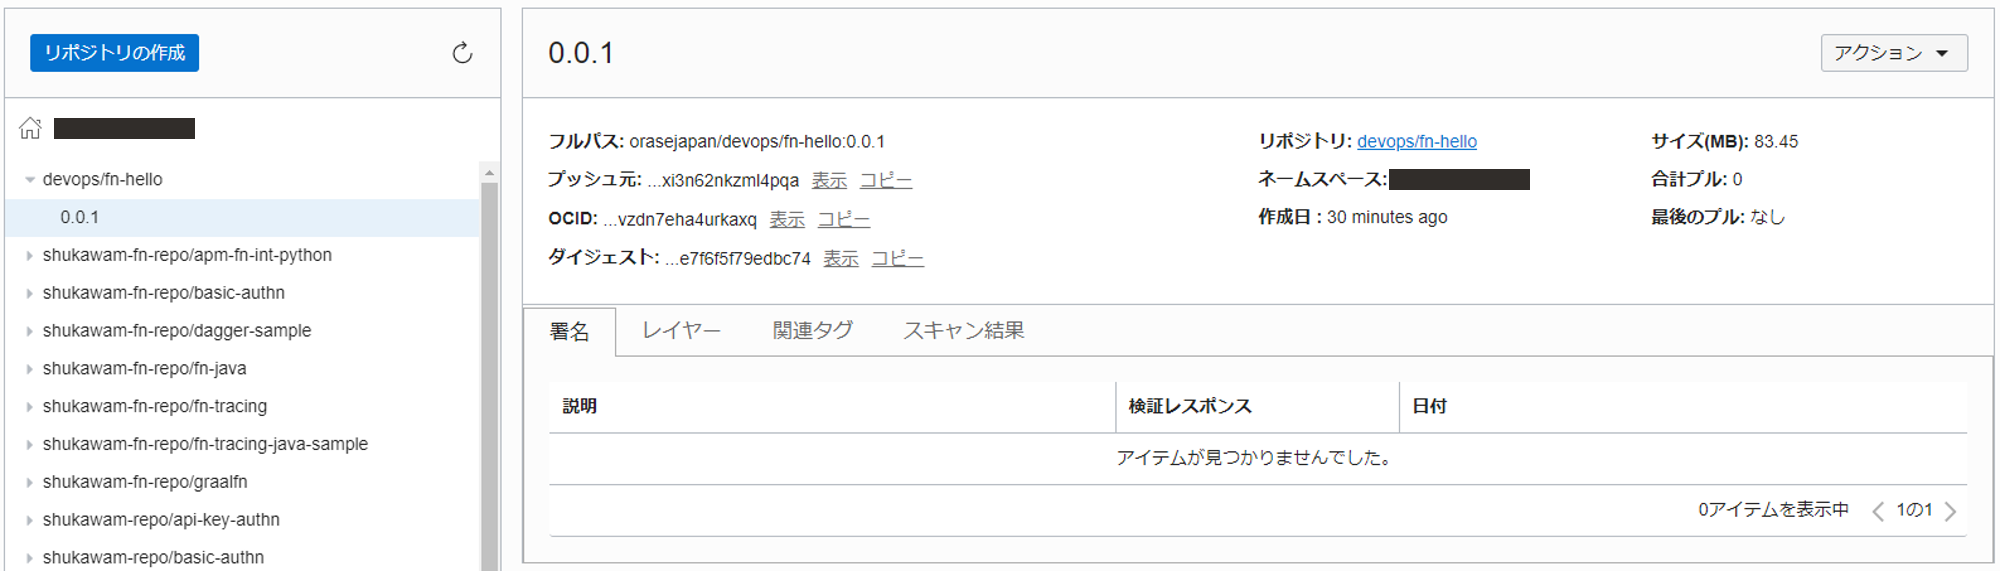 リポジトリの作成
devops/fn-hello
0.0.1
shukawam-fn-repo/apm-fn-int-python
shukawam-fn-repo/basic-authn
shukawam-fn-repo/dagger-sample
shukawam-fn-repo/fn-java
shukawam-fn-repo/fn-tracing
shukawam-fn-repo/fn-tracing-java-sample
shukawam-fn-repo/graalfn
shukawam-repo/api-key-authn
shukawam-repo/basic-authn
0.0.1
アクション
フルパス: orasejapan/devops/fn-hello:0.0.1
プッシュ元: ...xi3n62nkzml4pqa 表示 コピー
OCID: ...vzdn7eha4urkaxq 表示 コピー
ダイジェスト: ...e7f6f5f79edbc74 表示 コピー
リポジトリ: devops/fn-hello
ネームスペース:
作成日 : 30 minutes ago
サイズ(MB): 83.45
合計プル: 0
最後のプル: なし
署名 レイヤー 関連タグ スキャン結果
説明 検証レスポンス 日付
アイテムが見つかりませんでした。
0アイテムを表示中 1の1